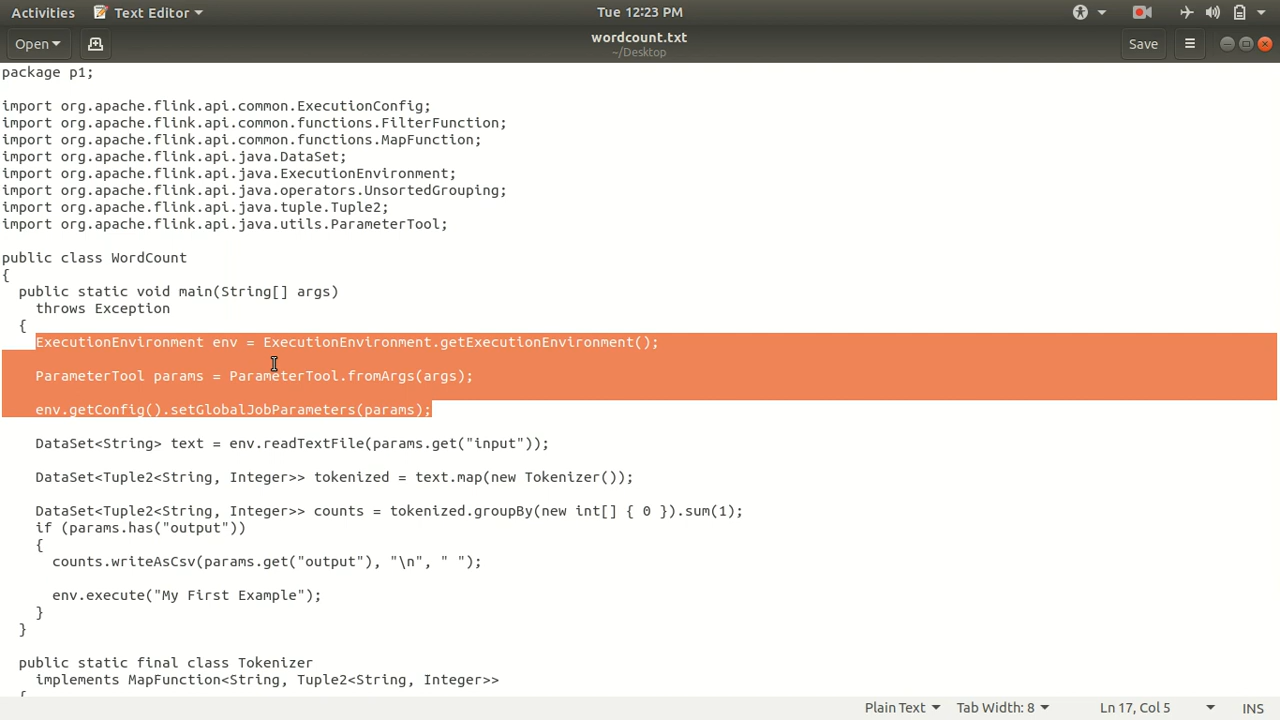 Activities Text Editor Tue 12:23 PM
Open wordcount.txt Save
~/Desktop
package p1;
import org.apache.flink.api.common.ExecutionConfig;
import org.apache.flink.api.common.functions.FilterFunction;
import org.apache.flink.api.common.functions.MapFunction;
import org.apache.flink.api.java.DataSet;
import org.apache.flink.api.java.ExecutionEnvironment;
import org.apache.flink.api.java.operators.UnsortedGrouping;
import org.apache.flink.api.java.tuple.Tuple2;
import org.apache.flink.api.java.utils.ParameterTool;
public class WordCount
{
public static void main(String[] args)
throws Exception
{
ExecutionEnvironment env = ExecutionEnvironment.getExecutionEnvironment();
ParameterTool params = ParameterTool.fromArgs(args);
env.getConfig().setGlobalJobParameters(params);
DataSet<String> text = env.readTextFile(params.get("input"));
DataSet<Tuple2<String, Integer>> tokenized = text.map(new Tokenizer());
DataSet<Tuple2<String, Integer>> counts = tokenized.groupBy(new int[] { 0 }).sum(1);
if (params.has("output"))
{
counts.writeAsCsv(params.get("output"), "\n", " ");
env.execute("My First Example");
}
}
public static final class Tokenizer
implements MapFunction<String, Tuple2<String, Integer>>
{
Plain Text Tab Width: 8 Ln 17, Col 5 INS